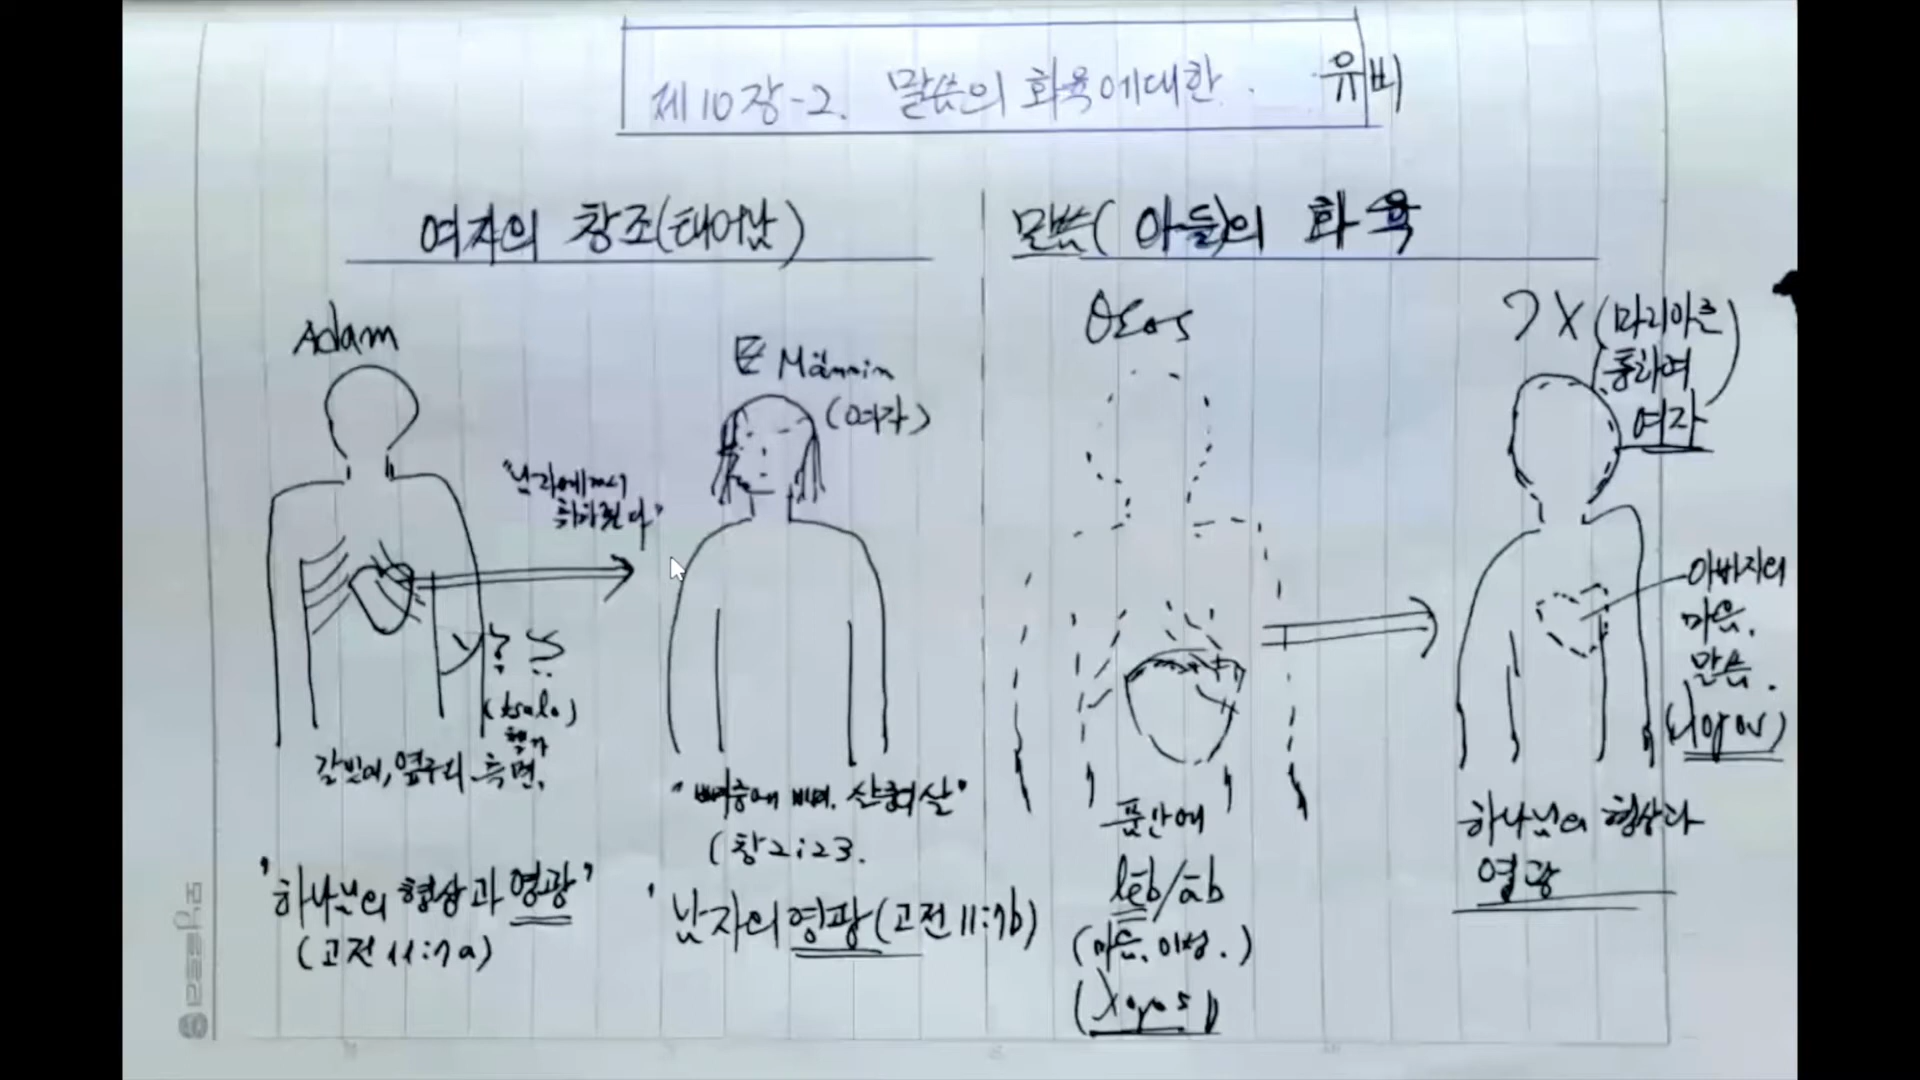 제10장-2. 말씀의 화육에대한. 유비
여자의 창조(태어남)
말씀(아들)의 화육
Adam
E Männin
(여자)
"남자에게서
취하였다"
(tsela)
갈빗대, 옆구리 측면,
"뼈중에 뼈. 살중의 살"
(창2:23.
'하나님의 형상과 영광'
(고전 11:7a)
'남자의 영광(고전 11:7b)
θεος
품안에
lēb/āb
(마음, 이성.)
(λογος)
X (마리아를
통하여
여자)
아버지의
마음.
말씀.
하나님의 형상과
영광